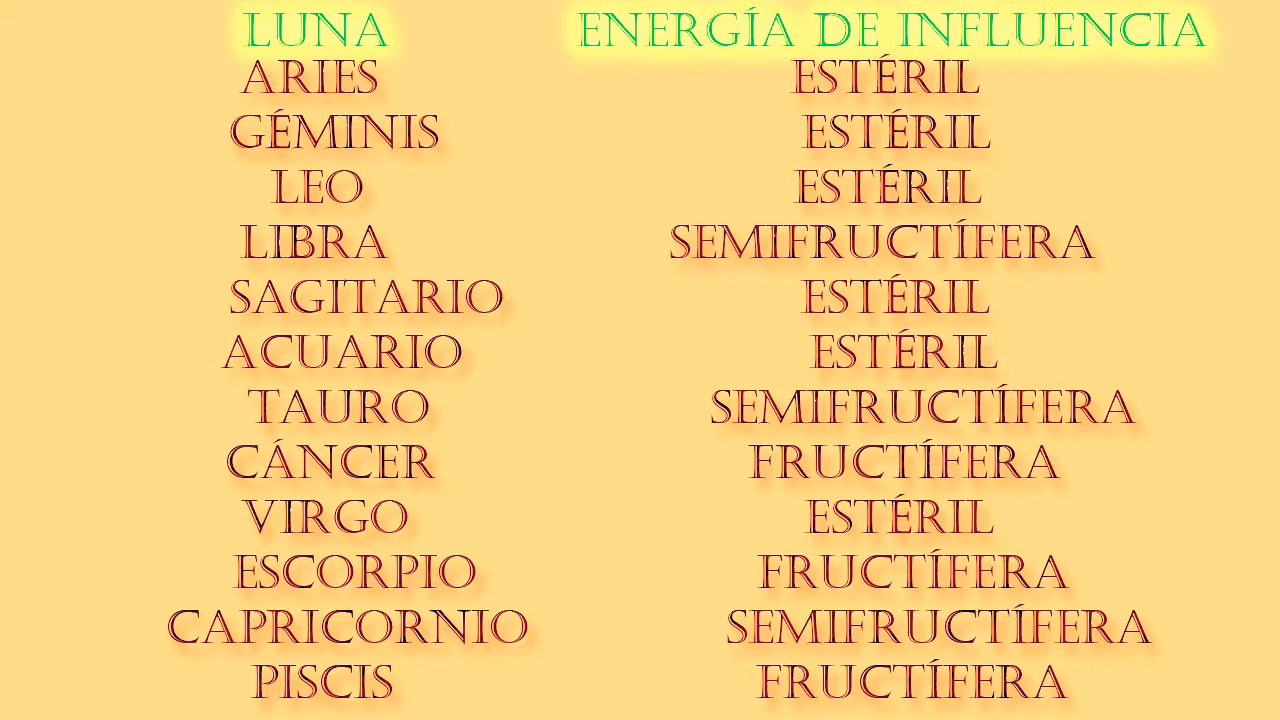 LUNA ENERGÍA DE INFLUENCIA
ARIES ESTÉRIL
GÉMINIS ESTÉRIL
LEO ESTÉRIL
LIBRA SEMIFRUCTÍFERA
SAGITARIO ESTÉRIL
ACUARIO ESTÉRIL
TAURO SEMIFRUCTÍFERA
CÁNCER FRUCTÍFERA
VIRGO ESTÉRIL
ESCORPIO FRUCTÍFERA
CAPRICORNIO SEMIFRUCTÍFERA
PISCIS FRUCTÍFERA